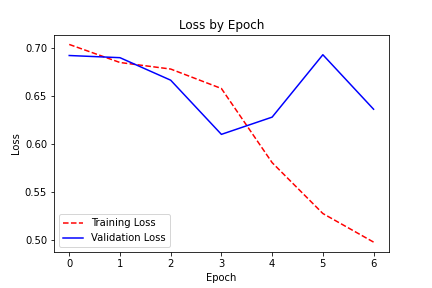 Loss by Epoch
0.70
0.65
0.60
0.55
0.50
Loss
Training Loss
Validation Loss
0 1 2 3 4 5 6
Epoch